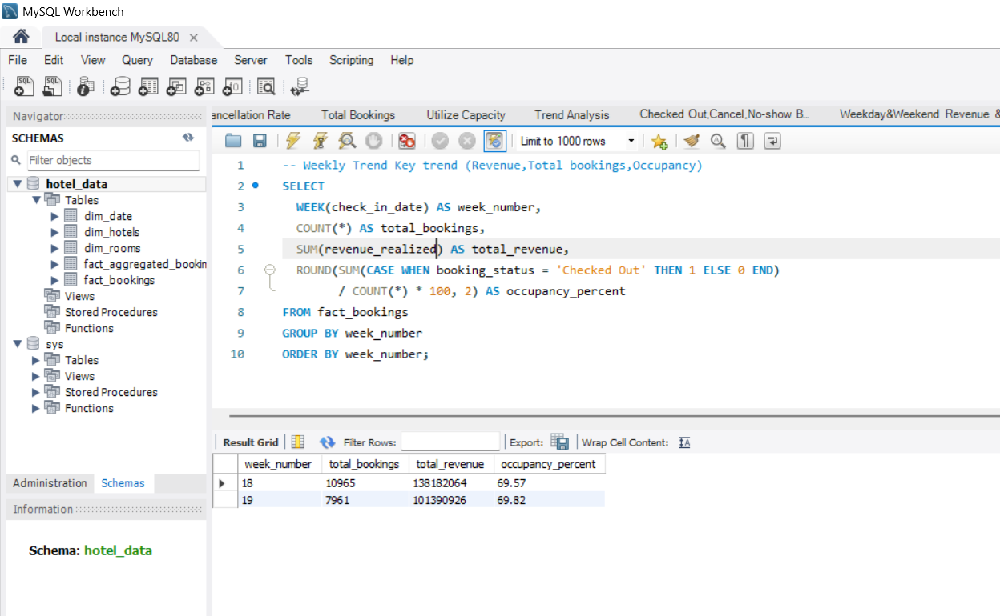 MySQL Workbench
Local instance MySQL80
File Edit View Query Database Server Tools Scripting Help
Navigator
SCHEMAS
Filter objects
hotel_data
Tables
dim_date
dim_hotels
dim_rooms
fact_aggregated_bookin
fact_bookings
Views
Stored Procedures
Functions
sys
Tables
Views
Stored Procedures
Functions
Administration Schemas
Information
Schema: hotel_data
ancellation Rate Total Bookings Utilize Capacity Trend Analysis Checked Out,Cancel,No-show B... Weekday&Weekend Revenue &
Limit to 1000 rows
1 -- Weekly Trend Key trend (Revenue,Total bookings,Occupancy)
2 SELECT
3 WEEK(check_in_date) AS week_number,
4 COUNT(*) AS total_bookings,
5 SUM(revenue_realized) AS total_revenue,
6 ROUND(SUM(CASE WHEN booking_status = 'Checked Out' THEN 1 ELSE 0 END)
7 / COUNT(*) * 100, 2) AS occupancy_percent
8 FROM fact_bookings
9 GROUP BY week_number
10 ORDER BY week_number;
Result Grid Filter Rows: Export: Wrap Cell Content:
week_number total_bookings total_revenue occupancy_percent
18 10965 138182064 69.57
19 7961 101390926 69.82